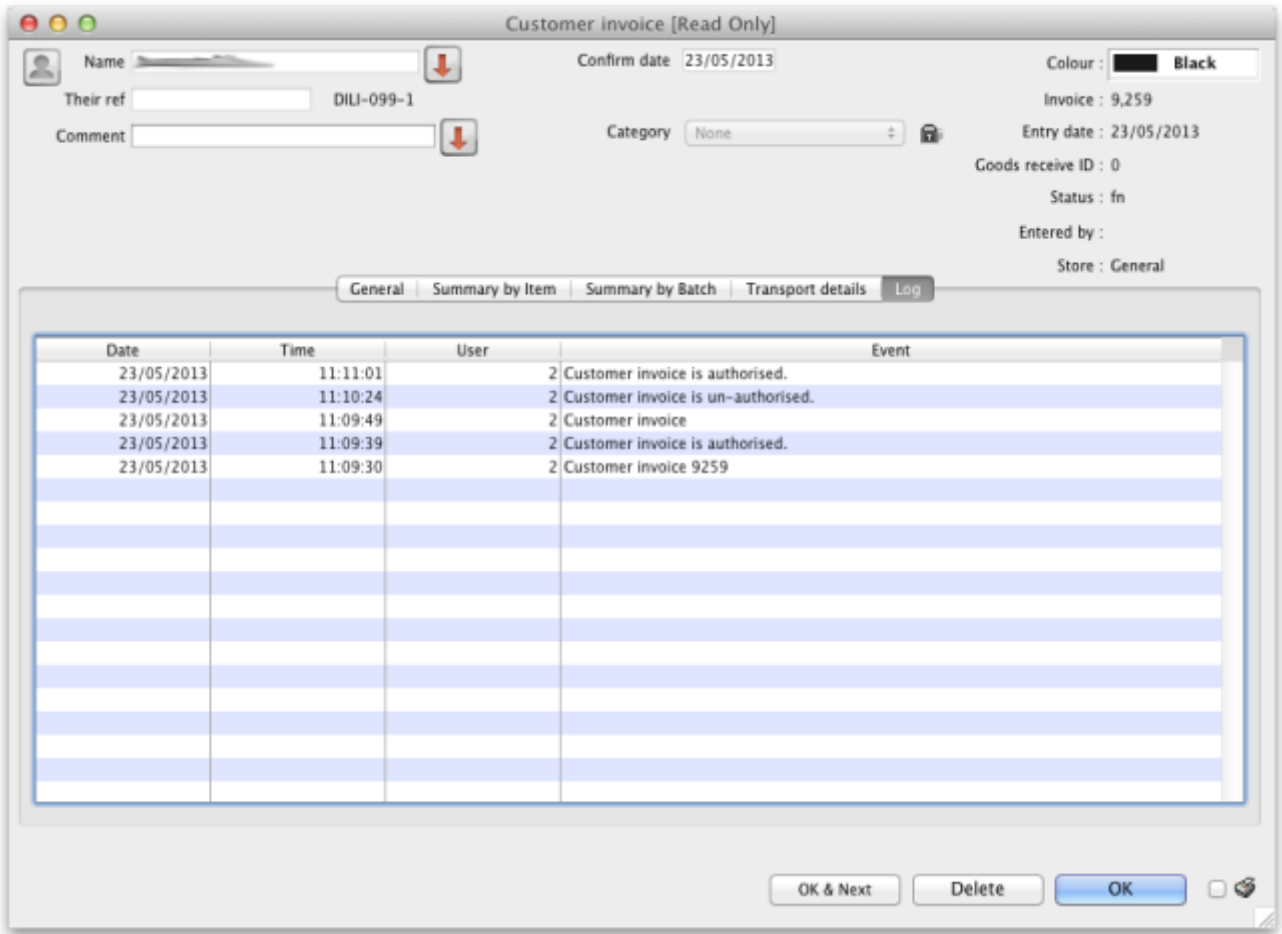 Customer invoice [Read Only]
Name Confirm date 23/05/2013 Colour : Black
Their ref DILI-099-1 Invoice : 9,259
Comment Category None Entry date : 23/05/2013
Goods receive ID : 0
Status : fn
Entered by :
Store : General
General Summary by Item Summary by Batch Transport details Log
Date Time User Event
23/05/2013 11:11:01 2 Customer invoice is authorised.
23/05/2013 11:10:24 2 Customer invoice is un-authorised.
23/05/2013 11:09:49 2 Customer invoice
23/05/2013 11:09:39 2 Customer invoice is authorised.
23/05/2013 11:09:30 2 Customer invoice 9259
OK & Next Delete OK